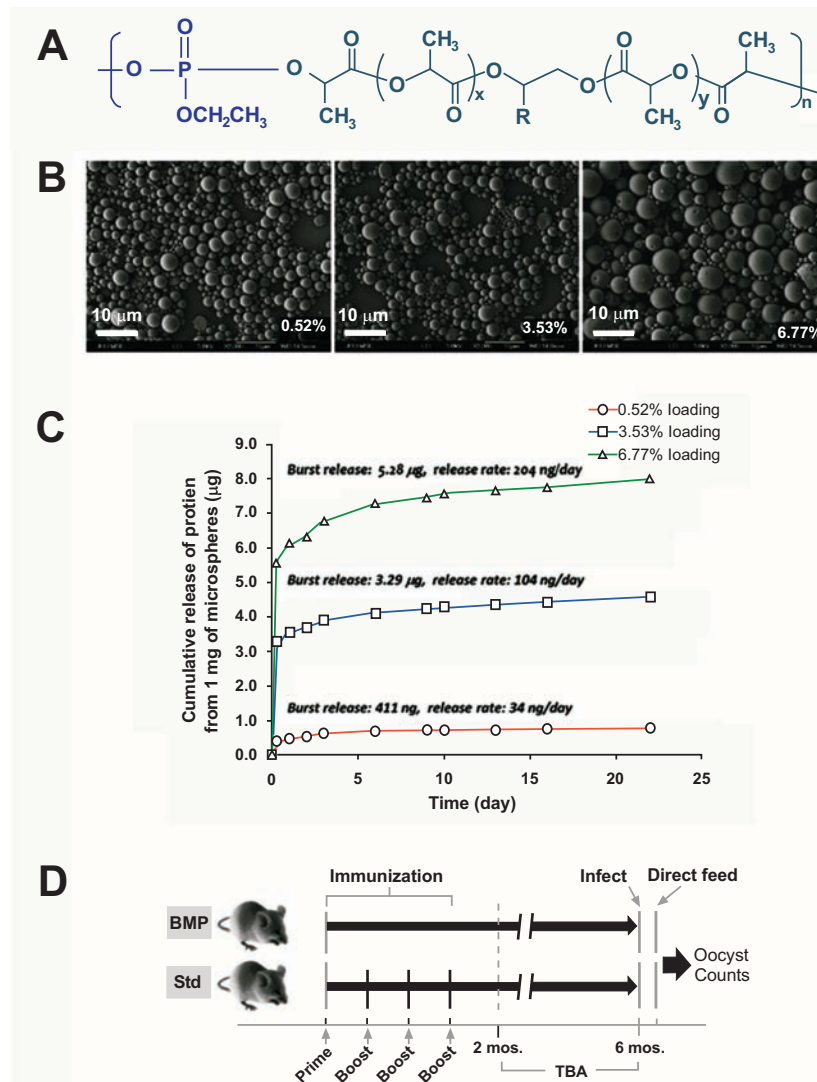 A
O
P
O
OCH₂CH₃
O
CH₃
O
O
CH₃
O
x
O
R
O
O
CH₃
O
y
O
CH₃
n
B
10 µm
0.52%
10 µm
3.53%
10 µm
6.77%
C
0.52% loading
3.53% loading
6.77% loading
Cumulative release of protien
from 1 mg of microspheres (µg)
9.0
8.0
7.0
6.0
5.0
4.0
3.0
2.0
1.0
0.0
Burst release: 5.28 µg, release rate: 204 ng/day
Burst release: 3.29 µg, release rate: 104 ng/day
Burst release: 411 ng, release rate: 34 ng/day
0 5 10 15 20 25
Time (day)
D
Immunization
Infect Direct feed
BMP
Std
Oocyst
Counts
Prime Boost Boost Boost 2 mos. 6 mos.
TBA